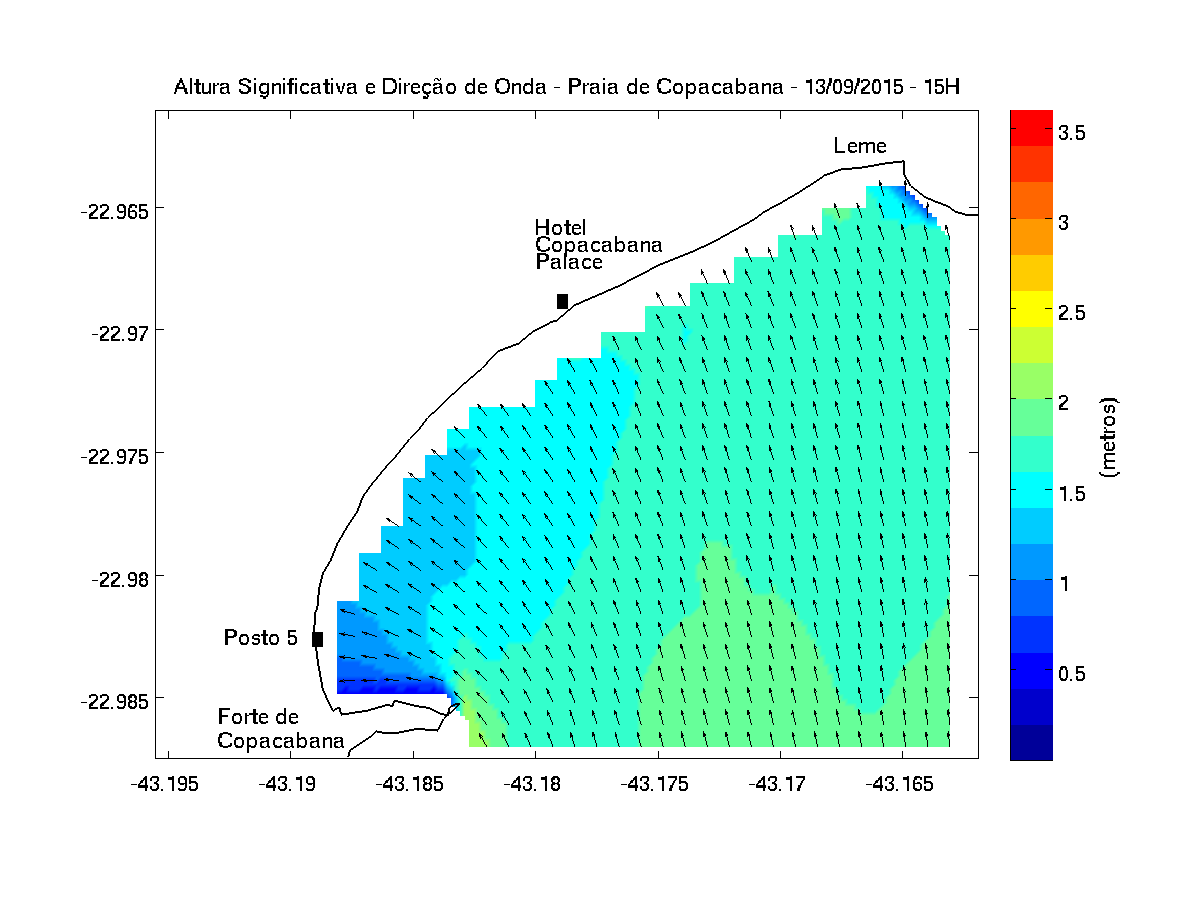 Altura Significativa e Direção de Onda - Praia de Copacabana - 13/09/2015 - 15H
Leme
Hotel
Copacabana
Palace
Posto 5
Forte de
Copacabana
-22.965
-22.97
-22.975
-22.98
-22.985
-43.195
-43.19
-43.185
-43.18
-43.175
-43.17
-43.165
3.5
3
2.5
2
1.5
1
0.5
(metros)